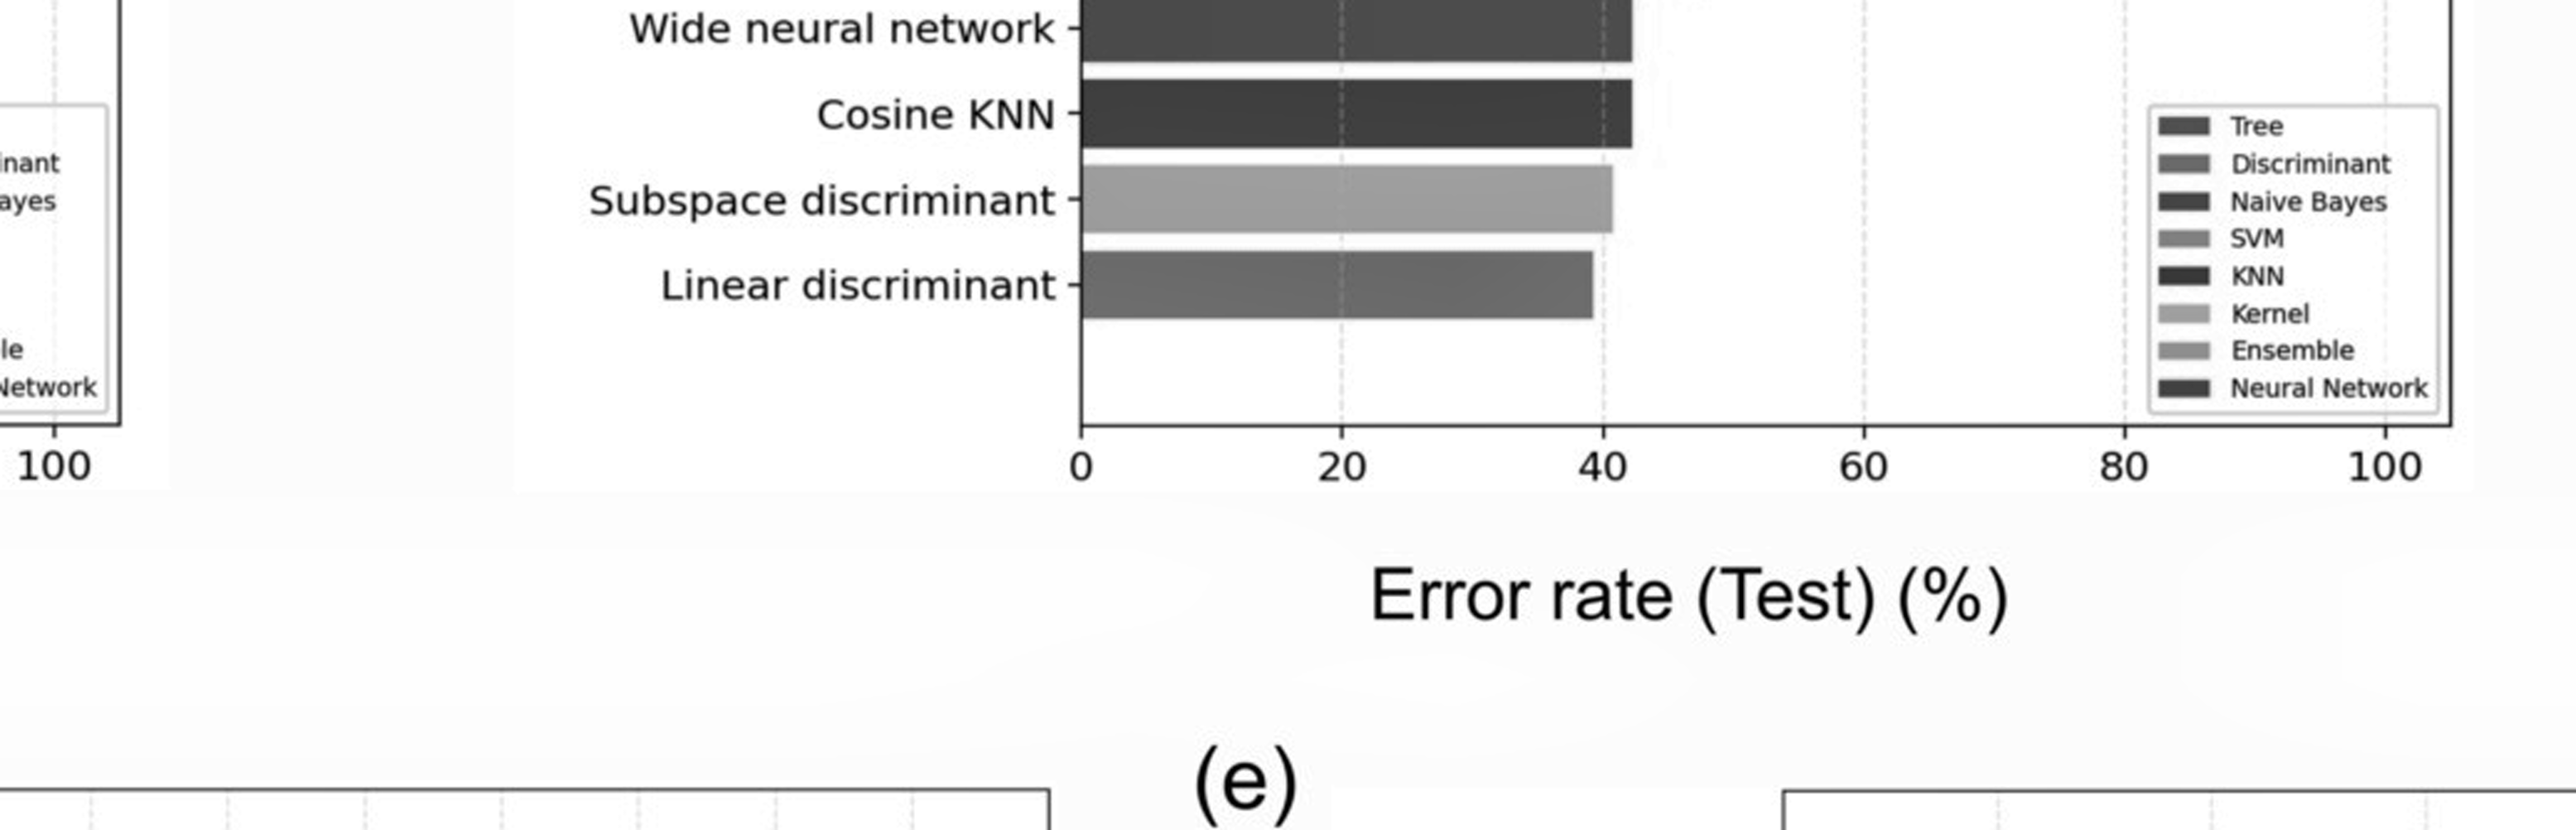 inant
ayes
le
Network
100
Wide neural network
Cosine KNN
Subspace discriminant
Linear discriminant
Tree
Discriminant
Naive Bayes
SVM
KNN
Kernel
Ensemble
Neural Network
0 20 40 60 80 100
Error rate (Test) (%)
(e)